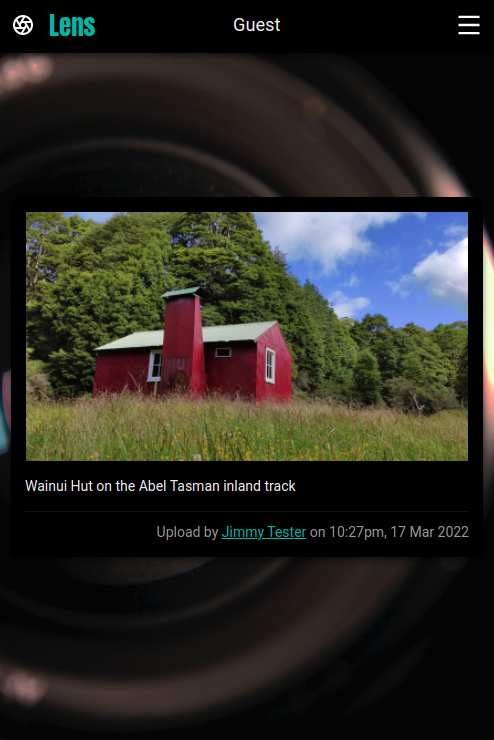 Lens
Guest
Wainui Hut on the Abel Tasman inland track
Upload by Jimmy Tester on 10:27pm, 17 Mar 2022